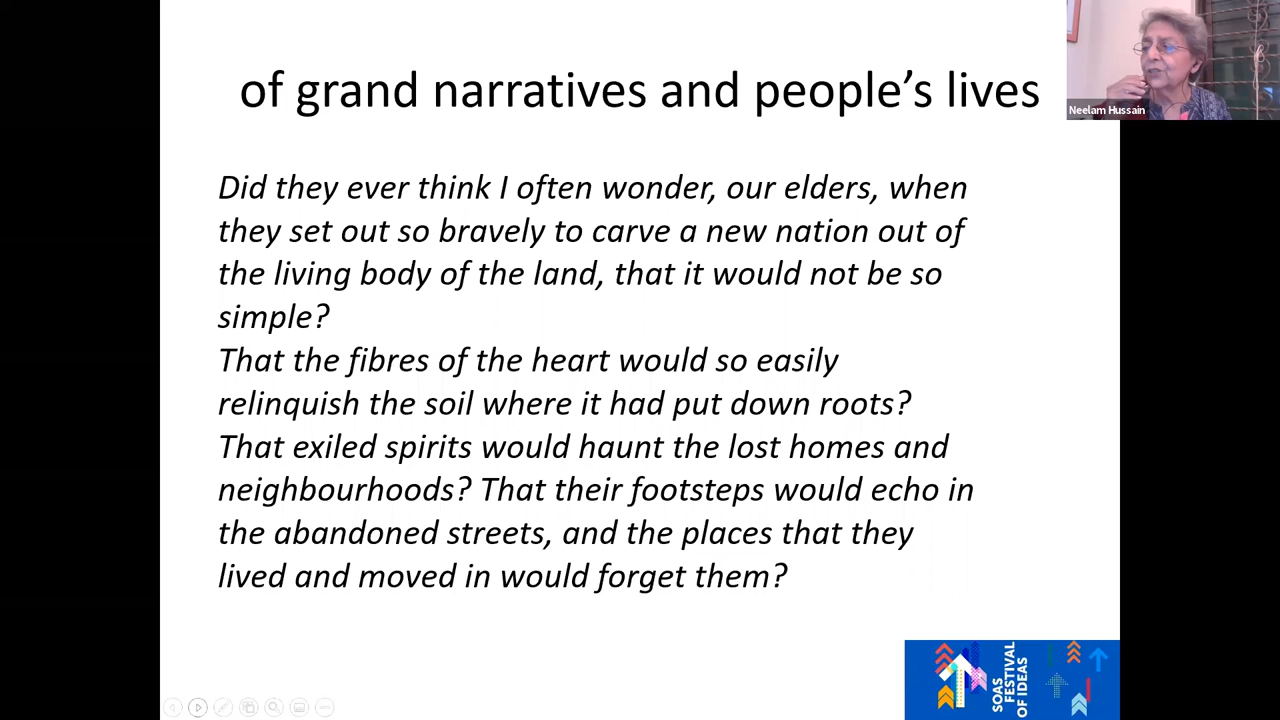 of grand narratives and people’s lives
Neelam Hussain
Did they ever think I often wonder, our elders, when
they set out so bravely to carve a new nation out of
the living body of the land, that it would not be so
simple?
That the fibres of the heart would so easily
relinquish the soil where it had put down roots?
That exiled spirits would haunt the lost homes and
neighbourhoods? That their footsteps would echo in
the abandoned streets, and the places that they
lived and moved in would forget them?
SOAS
FESTIVAL
OF IDEAS